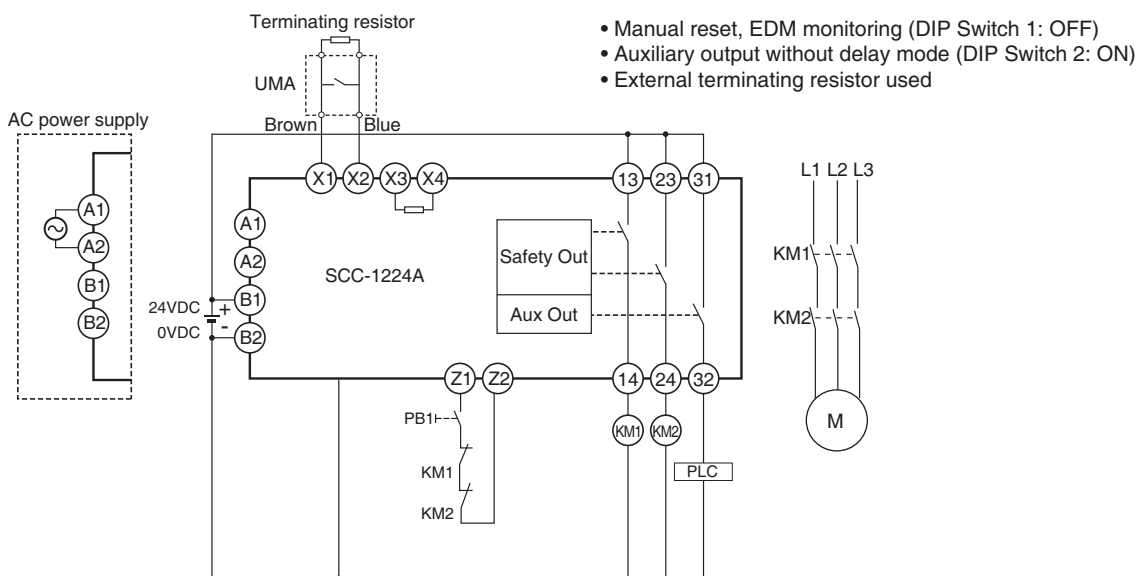 Terminating resistor
• Manual reset, EDM monitoring (DIP Switch 1: OFF)
• Auxiliary output without delay mode (DIP Switch 2: ON)
• External terminating resistor used
UMA
AC power supply
Brown
Blue
X1
X2
X3
X4
13
23
31
L1 L2 L3
A1
A2
B1
B2
A1
A2
B1
B2
Safety Out
SCC-1224A
Aux Out
KM1
KM2
24VDC
+
0VDC
-
Z1
Z2
14
24
32
PB1
KM1
KM2
KM1
KM2
PLC
M